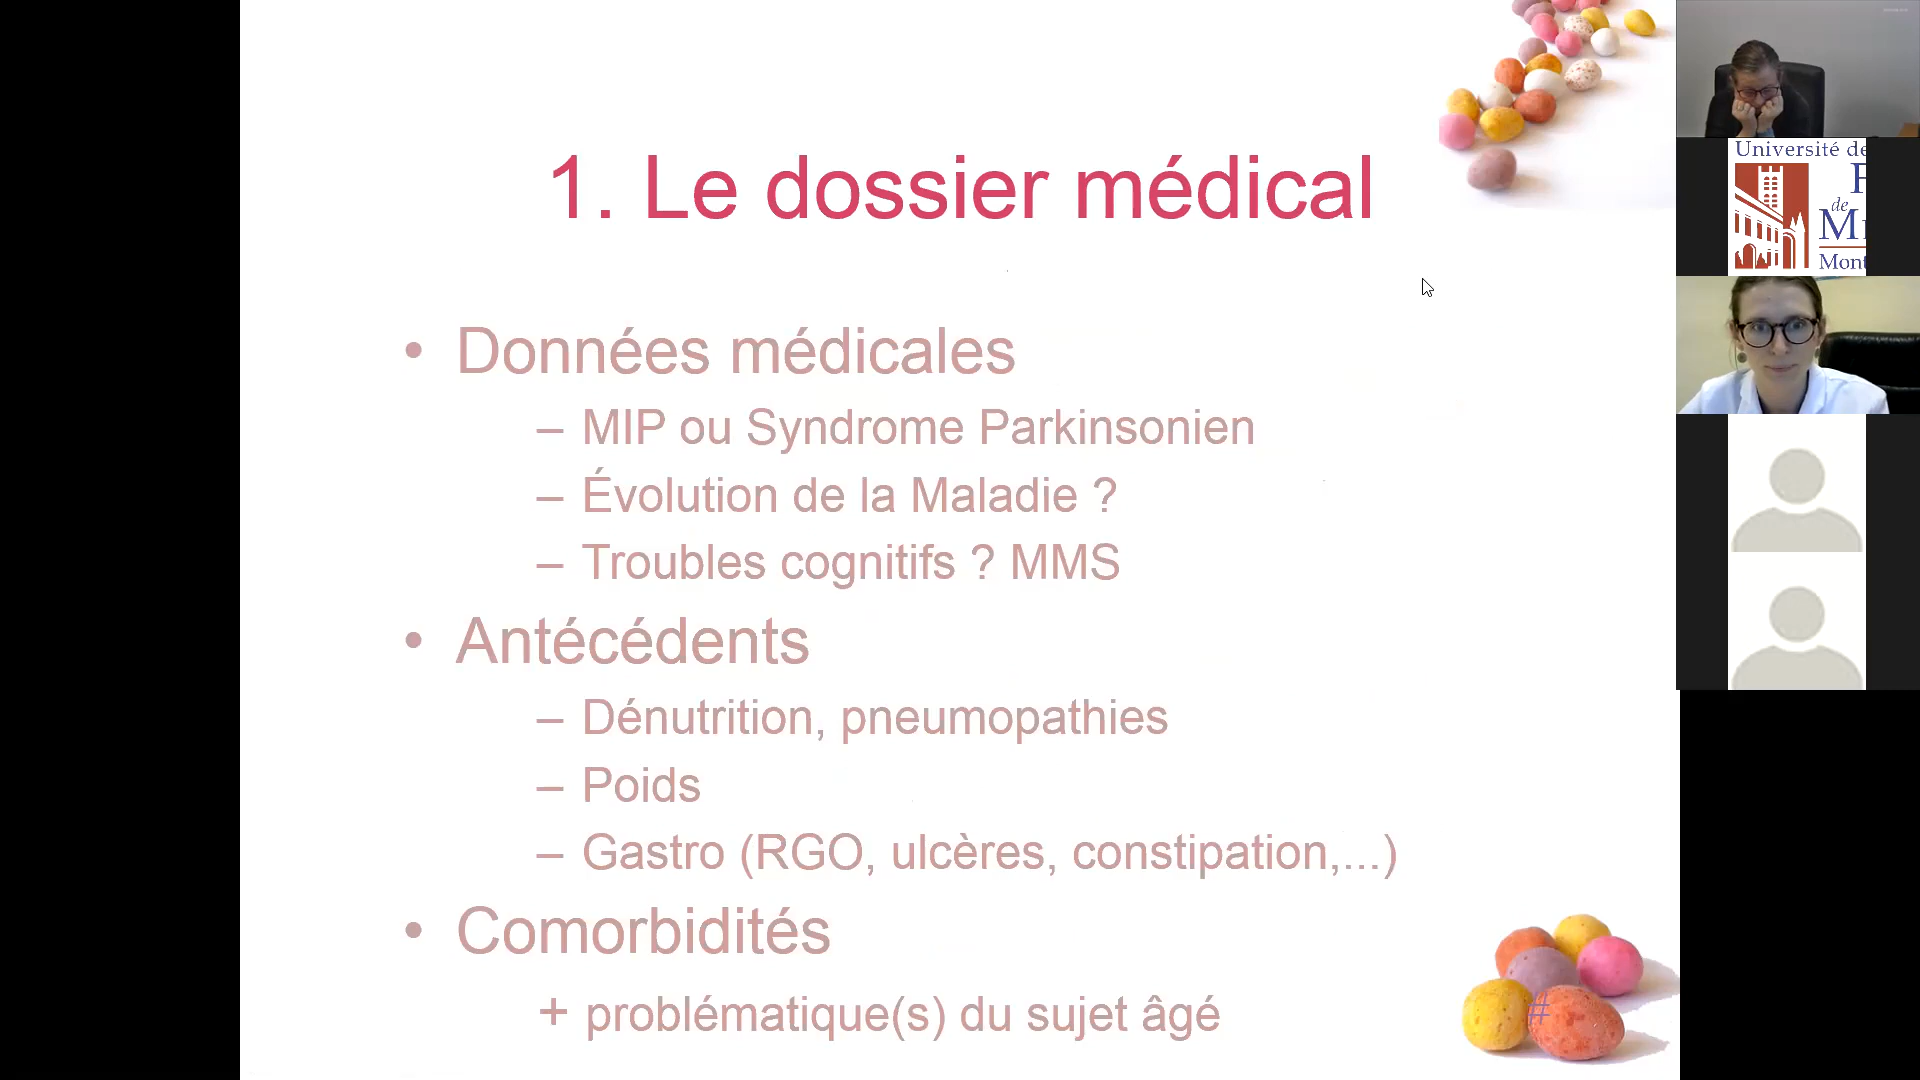 1. Le dossier médical
• Données médicales
– MIP ou Syndrome Parkinsonien
– Évolution de la Maladie ?
– Troubles cognitifs ? MMS
• Antécédents
– Dénutrition, pneumopathies
– Poids
– Gastro (RGO, ulcères, constipation,...)
• Comorbidités
+ problématique(s) du sujet âgé
#
Université de
F
de
M
Mont